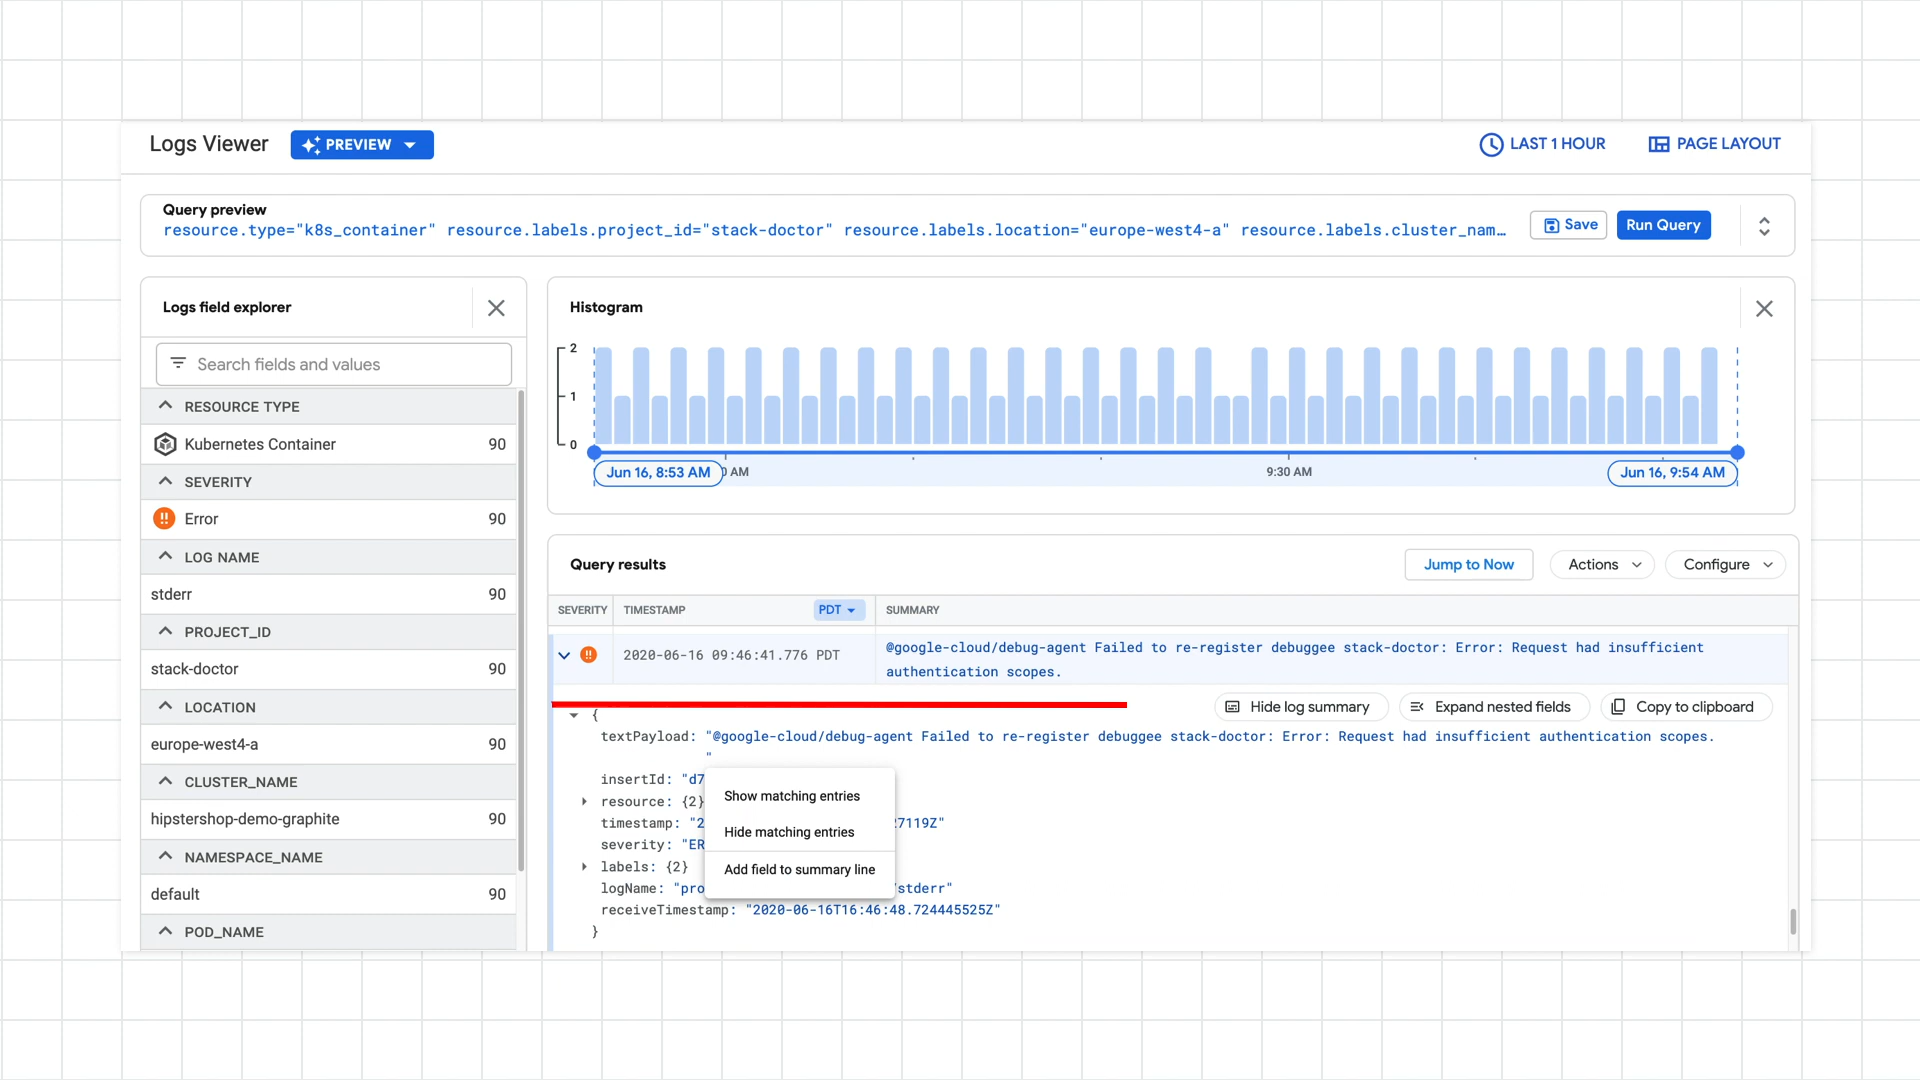 Logs Viewer
PREVIEW
LAST 1 HOUR
PAGE LAYOUT
Query preview
resource.type="k8s_container" resource.labels.project_id="stack-doctor" resource.labels.location="europe-west4-a" resource.labels.cluster_nam…
Save
Run Query
Logs field explorer
Search fields and values
RESOURCE TYPE
Kubernetes Container 90
SEVERITY
Error 90
LOG NAME
stderr 90
PROJECT_ID
stack-doctor 90
LOCATION
europe-west4-a 90
CLUSTER_NAME
hipstershop-demo-graphite 90
NAMESPACE_NAME
default 90
POD_NAME
Histogram
2
1
0
Jun 16, 8:53 AM
AM
9:30 AM
Jun 16, 9:54 AM
Query results
Jump to Now
Actions
Configure
SEVERITY TIMESTAMP PDT SUMMARY
2020-06-16 09:46:41.776 PDT
@google-cloud/debug-agent Failed to re-register debuggee stack-doctor: Error: Request had insufficient
authentication scopes.
Hide log summary
Expand nested fields
Copy to clipboard
{
textPayload: "@google-cloud/debug-agent Failed to re-register debuggee stack-doctor: Error: Request had insufficient authentication scopes.
"
insertId: "d7
resource: {2}
timestamp: "2 27119Z"
severity: "ER
labels: {2}
logName: "pro stderr"
receiveTimestamp: "2020-06-16T16:46:48.724445525Z"
}
Show matching entries
Hide matching entries
Add field to summary line